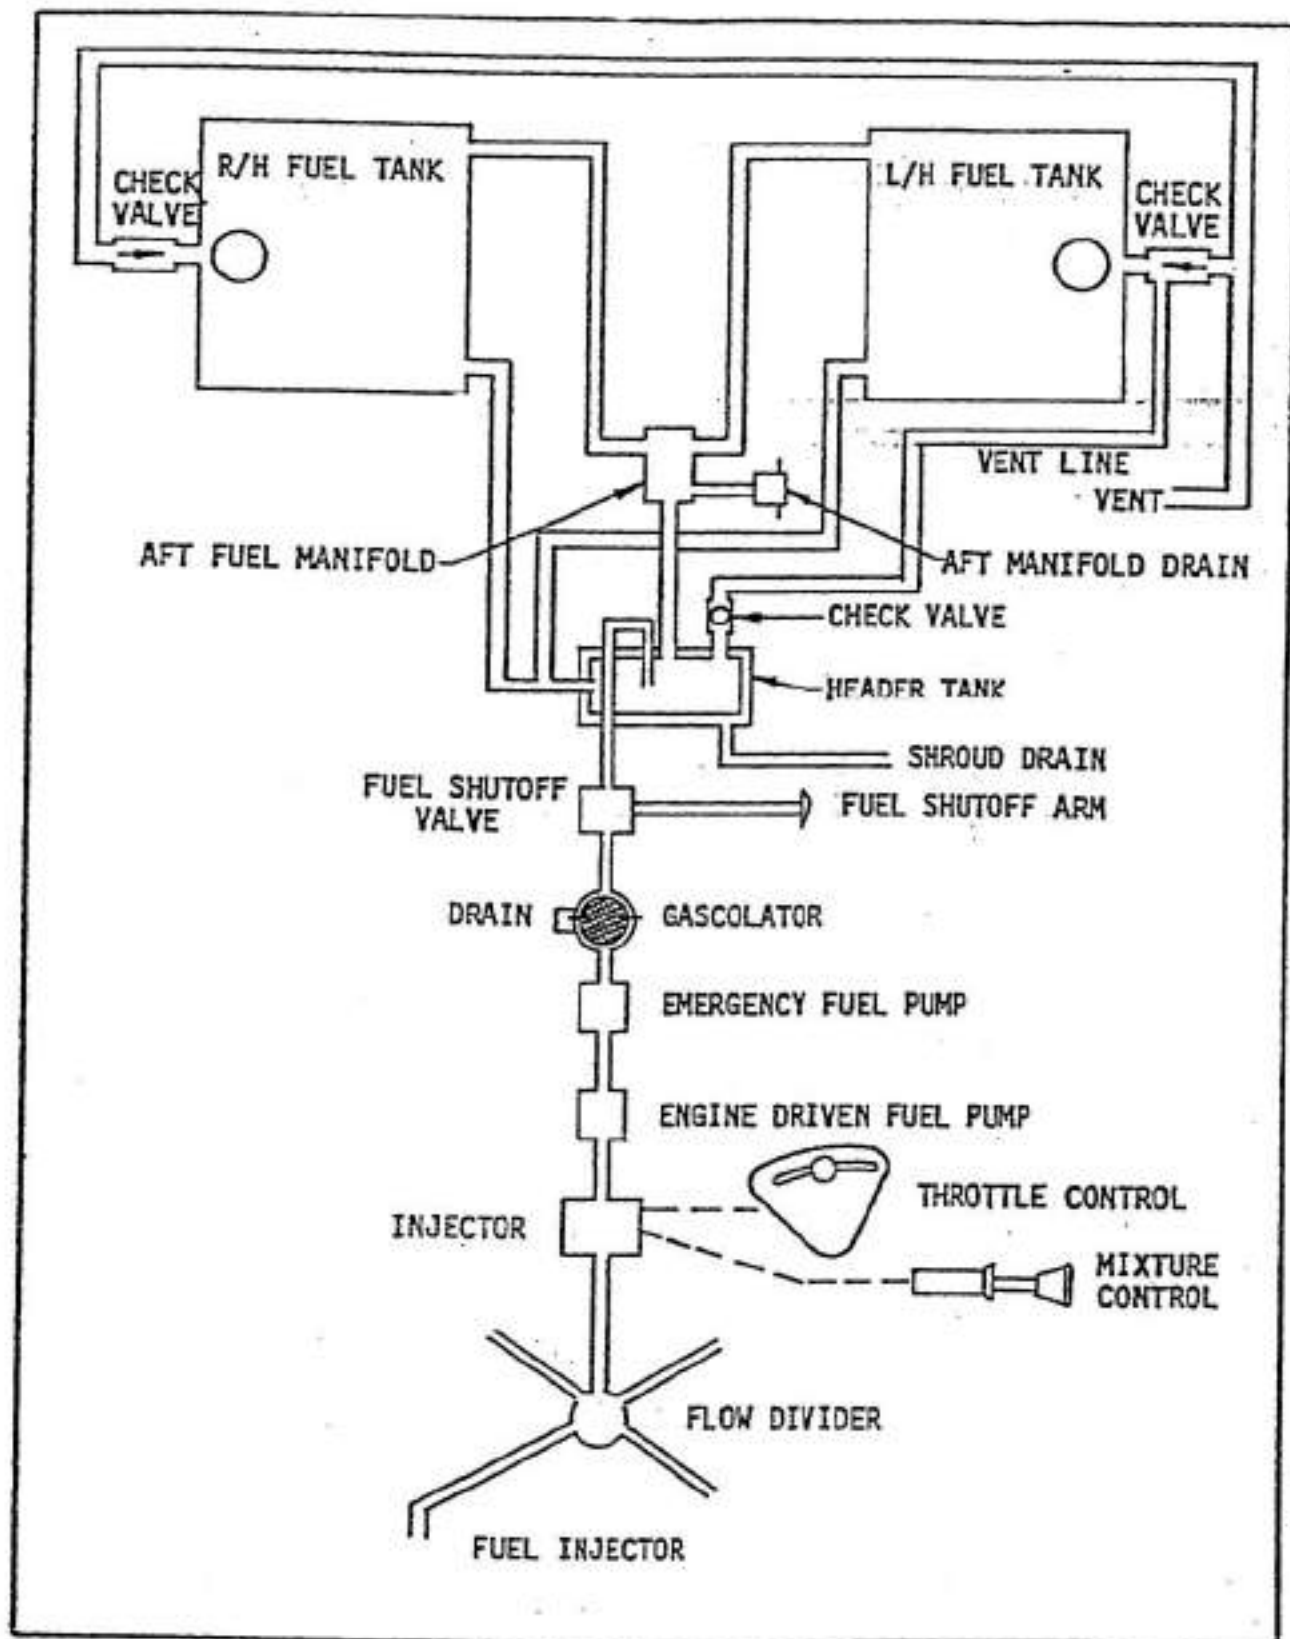 R/H FUEL TANK
CHECK
VALVE
L/H FUEL TANK
CHECK
VALVE
VENT LINE
VENT
AFT FUEL MANIFOLD
AFT MANIFOLD DRAIN
CHECK VALVE
HEADER TANK
SHROUD DRAIN
FUEL SHUTOFF
VALVE
FUEL SHUTOFF ARM
DRAIN
GASCOLATOR
EMERGENCY FUEL PUMP
ENGINE DRIVEN FUEL PUMP
THROTTLE CONTROL
INJECTOR
MIXTURE
CONTROL
FLOW DIVIDER
FUEL INJECTOR